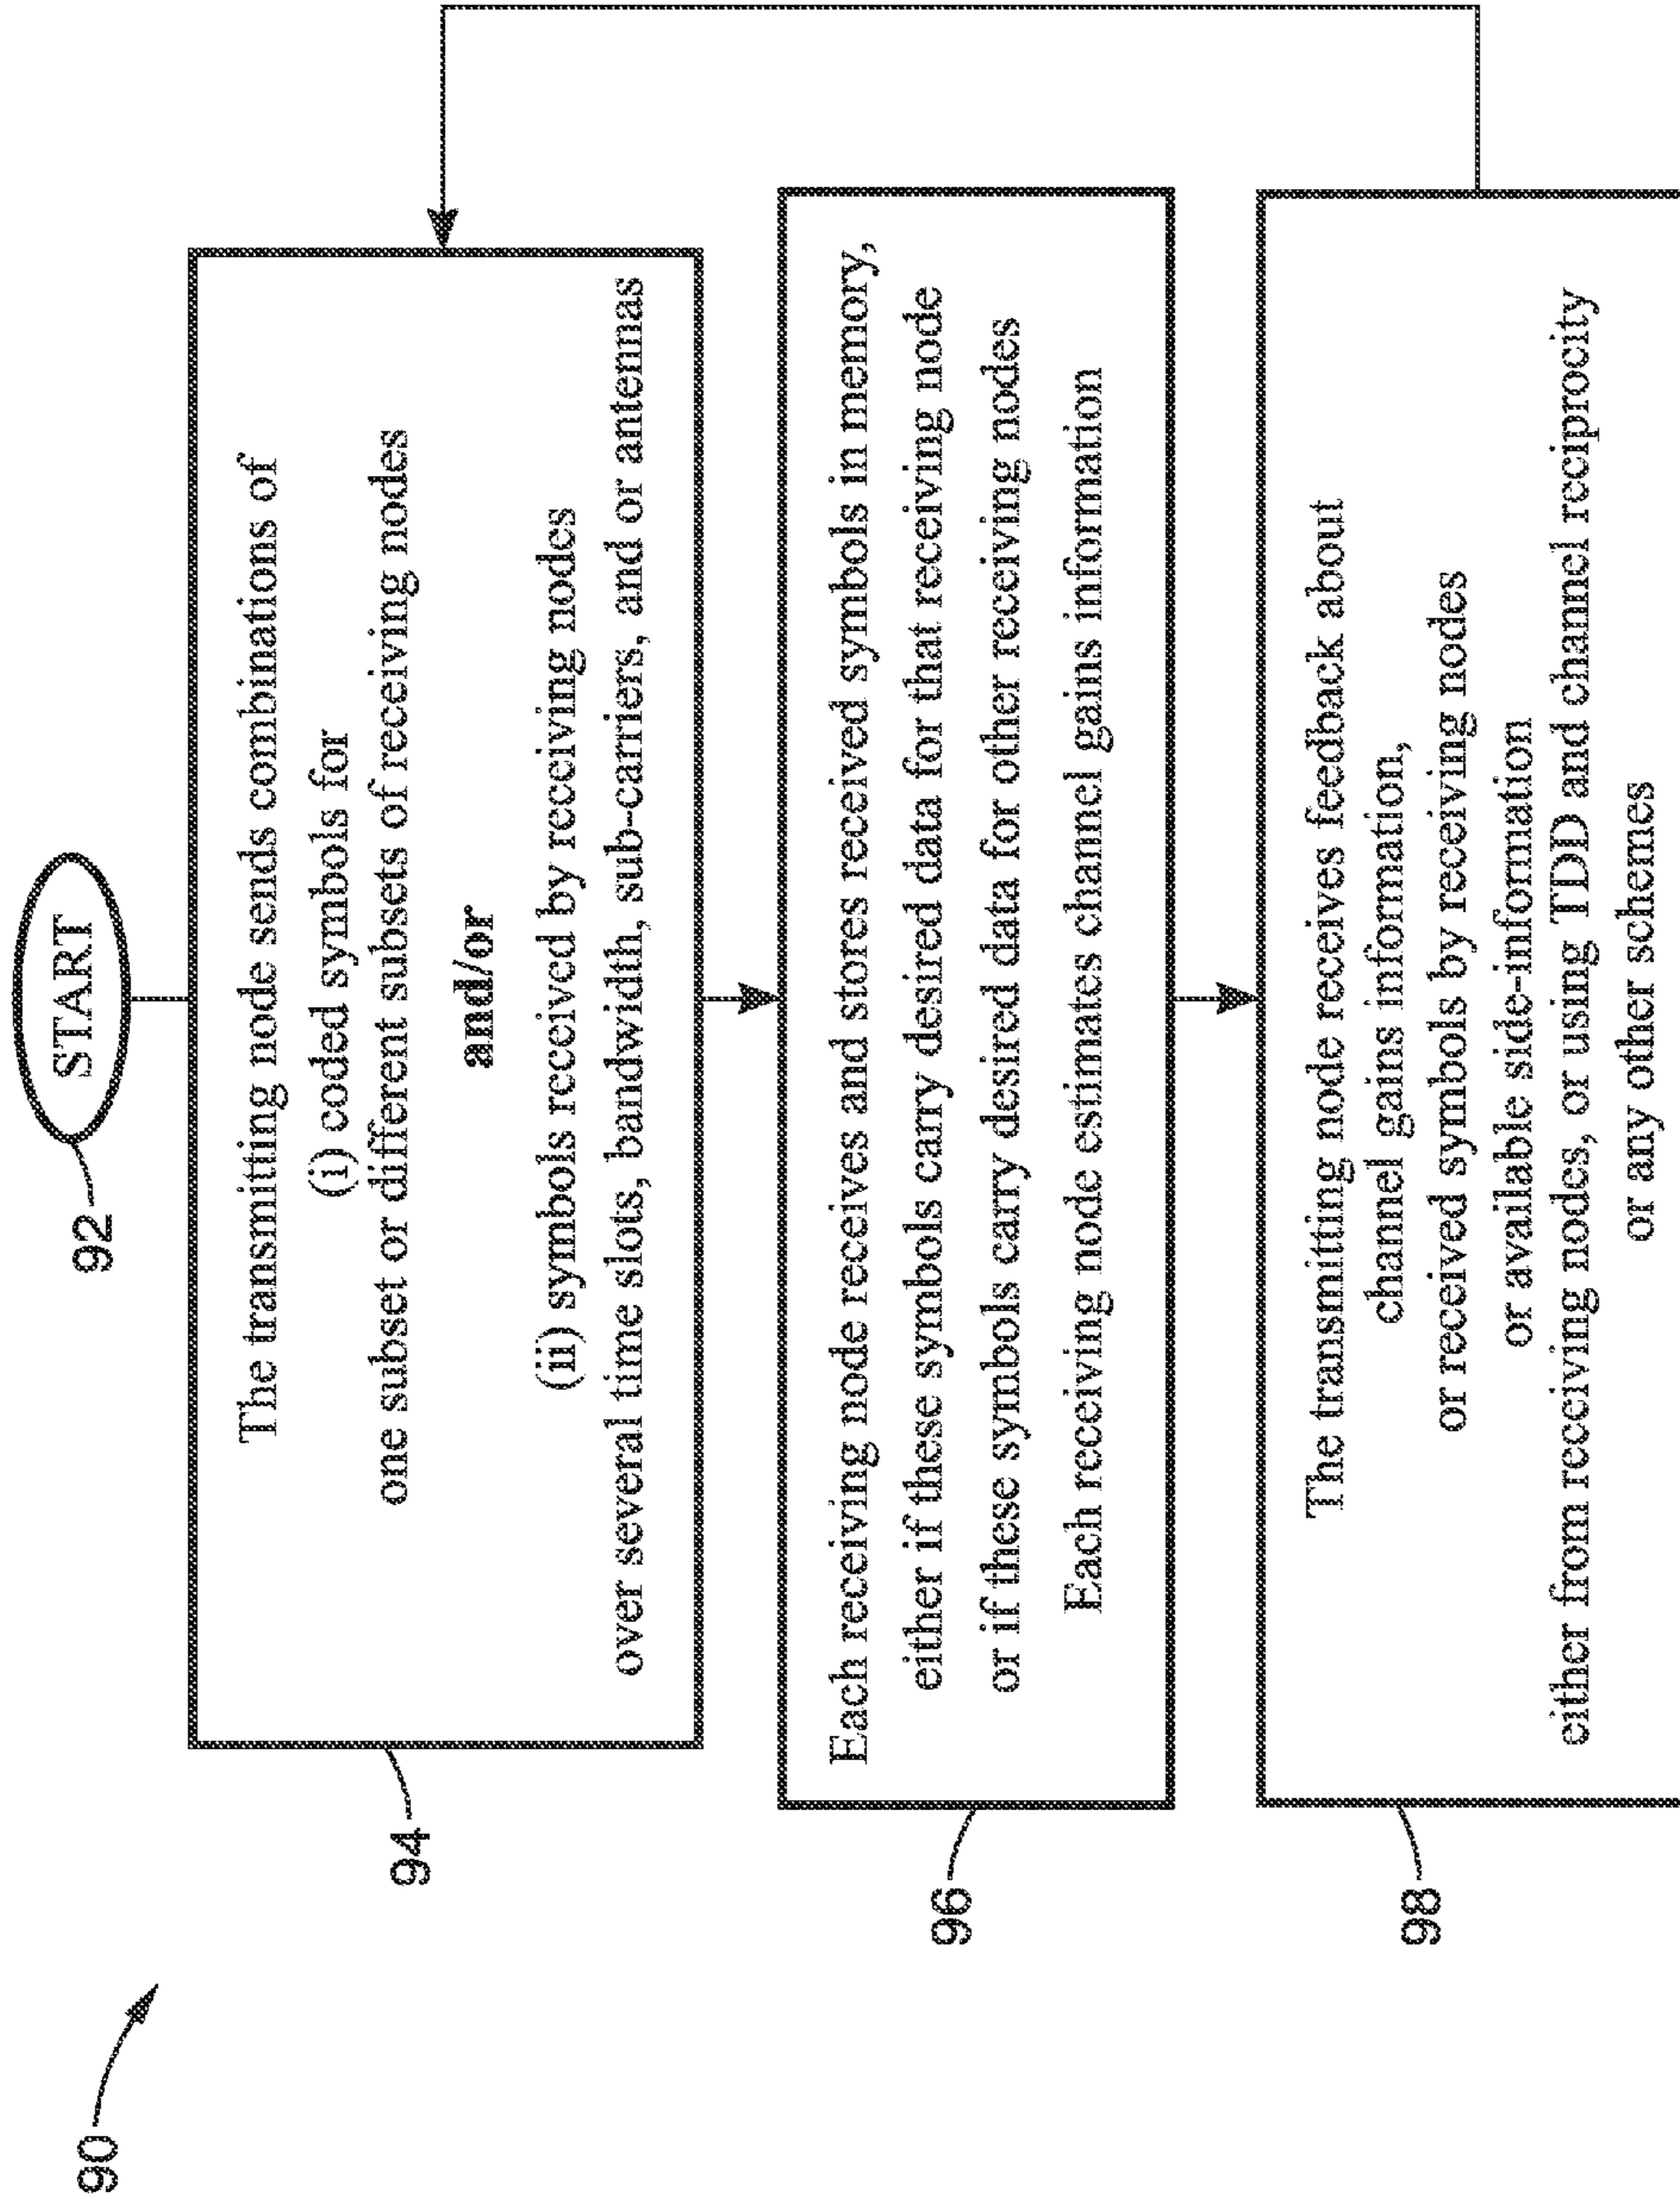 90
92
START
94
The transmitting node sends combinations of
(i) coded symbols for
one subset or different subsets of receiving nodes
and/or
(ii) symbols received by receiving nodes
over several time slots, bandwidth, sub-carriers, and or antennas
96
Each receiving node receives and stores received symbols in memory,
either if these symbols carry desired data for that receiving node
or if these symbols carry desired data for other receiving nodes
Each receiving node estimates channel gains information
98
The transmitting node receives feedback about
channel gains information,
or received symbols by receiving nodes
or available side-information
either from receiving nodes, or using TDD and channel reciprocity
or any other schemes